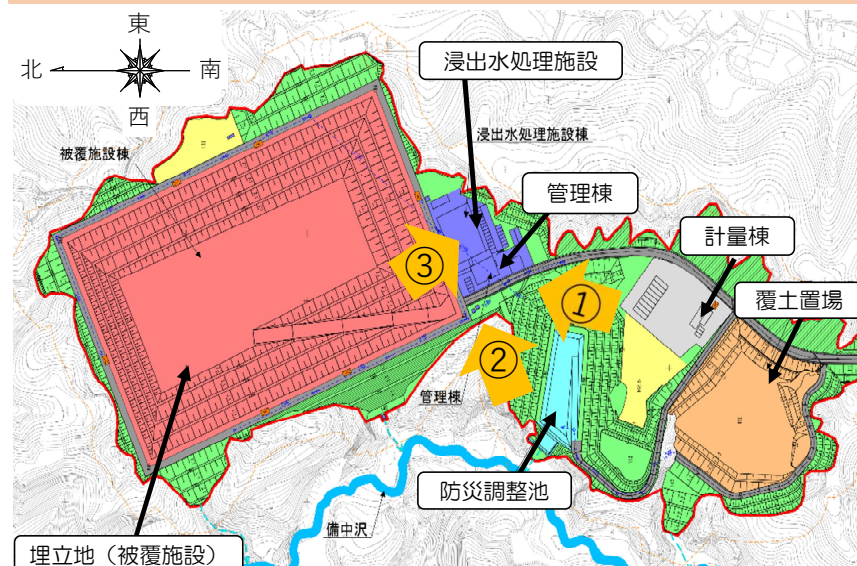 東
北
南
西
浸出水処理施設
被覆施設棟
浸出水処理施設棟
管理棟
計量棟
覆土置場
③
①
②
管理棟
防災調整池
備中沢
埋立地（被覆施設）